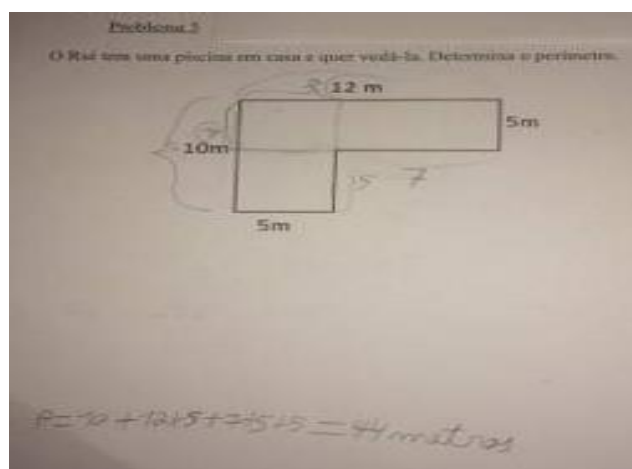 Problema 3
O Rui tem uma piscina em casa e quer vedá-la. Determina o perímetro.
12 m
5m
10m
5 7
5m
P=10+12+5+7+5+5=44 metros